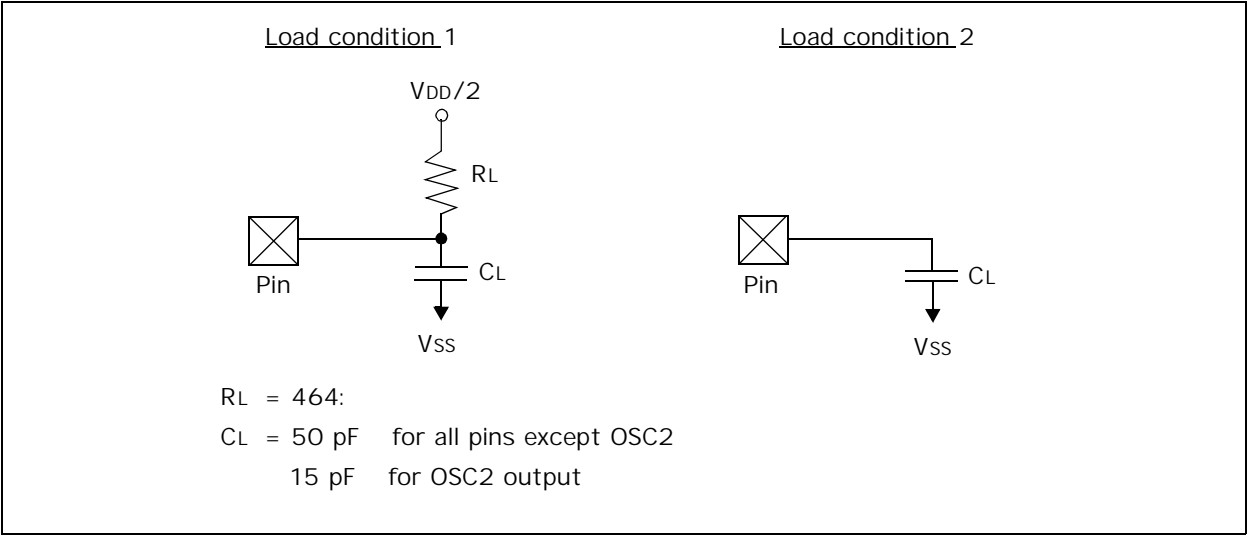 Load condition 1
Load condition 2
VDD/2
RL
Pin
CL
VSS
Pin
CL
VSS
RL = 464:
CL = 50 pF for all pins except OSC2
15 pF for OSC2 output